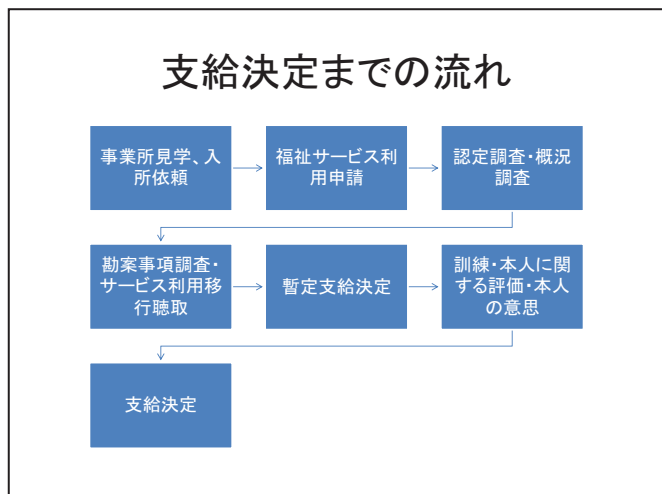 支給決定までの流れ
事業所見学、入
所依頼
福祉サービス利
用申請
認定調査・概況
調査
勘案事項調査・
サービス利用移
行聴取
暫定支給決定
訓練・本人に関
する評価・本人
の意思
支給決定